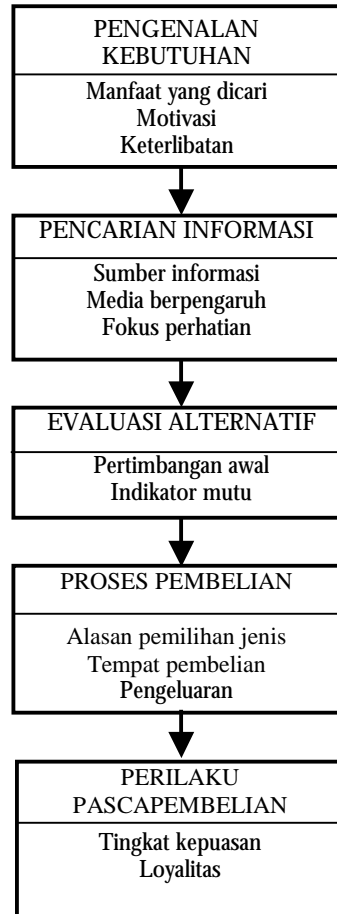 PENGENALAN
KEBUTUHAN
Manfaat yang dicari
Motivasi
Keterlibatan
PENCARIAN INFORMASI
Sumber informasi
Media berpengaruh
Fokus perhatian
EVALUASI ALTERNATIF
Pertimbangan awal
Indikator mutu
PROSES PEMBELIAN
Alasan pemilihan jenis
Tempat pembelian
Pengeluaran
PERILAKU
PASCAPEMBELIAN
Tingkat kepuasan
Loyalitas